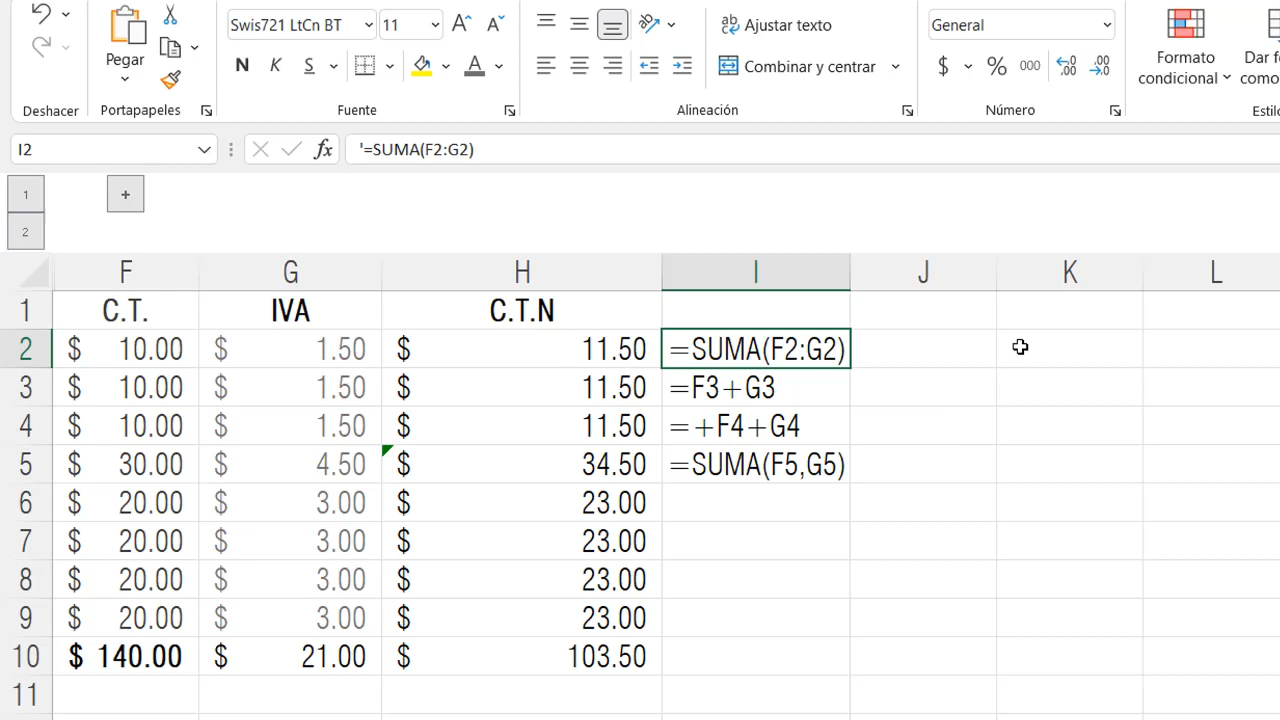 Swis721 LtCn BT 11 A A General
Pegar Ajustar texto
N K S A Combinar y centrar $ % 000 Formato condicional Dar f como
Deshacer Portapapeles Fuente Alineación Número Estilo
I2 fx '=SUMA(F2:G2)
1 +
2
F G H I J K L
1 C.T. IVA C.T.N
2 $ 10.00 $ 1.50 $ 11.50 =SUMA(F2:G2)
3 $ 10.00 $ 1.50 $ 11.50 =F3+G3
4 $ 10.00 $ 1.50 $ 11.50 =+F4+G4
5 $ 30.00 $ 4.50 $ 34.50 =SUMA(F5,G5)
6 $ 20.00 $ 3.00 $ 23.00
7 $ 20.00 $ 3.00 $ 23.00
8 $ 20.00 $ 3.00 $ 23.00
9 $ 20.00 $ 3.00 $ 23.00
10 $ 140.00 $ 21.00 $ 103.50
11